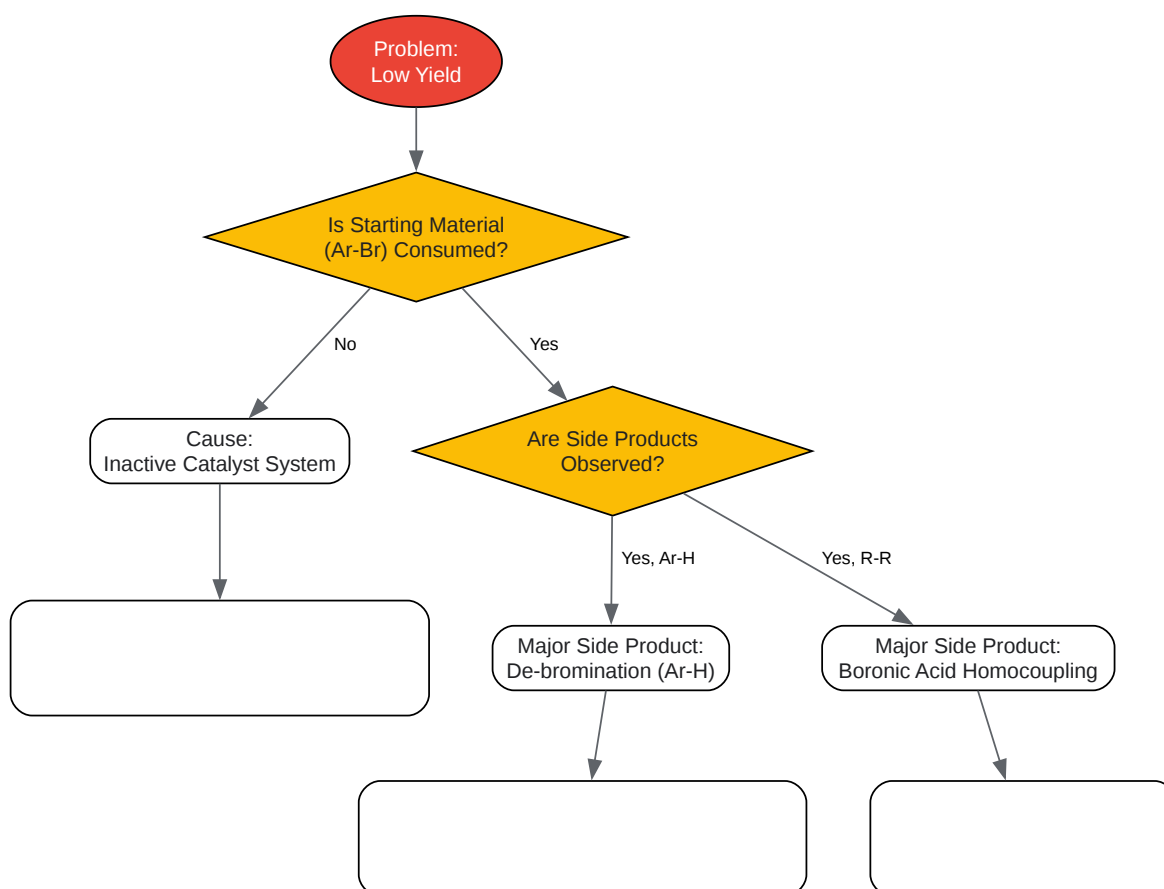 Problem:
Low Yield
Is Starting Material
(Ar-Br) Consumed?
No
Yes
Cause:
Inactive Catalyst System
Are Side Products
Observed?
Yes, Ar-H
Yes, R-R
Major Side Product:
De-bromination (Ar-H)
Major Side Product:
Boronic Acid Homocoupling